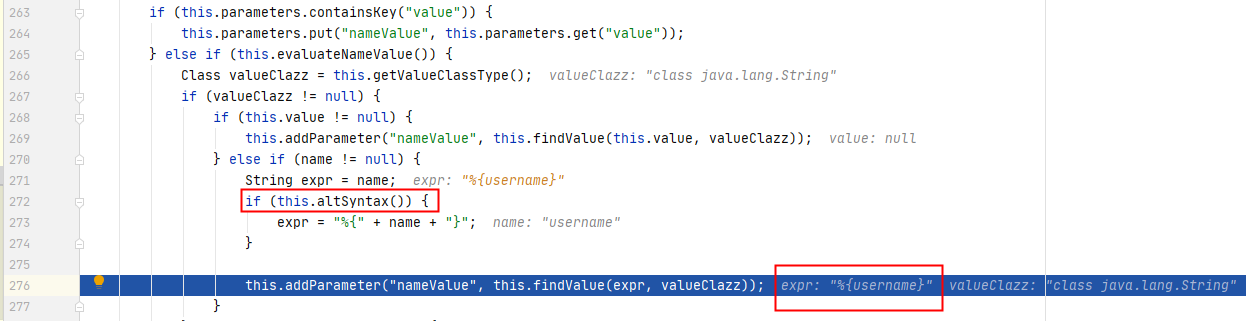 263 if (this.parameters.containsKey("value")) {
264 this.parameters.put("nameValue", this.parameters.get("value"));
265 } else if (this.evaluateNameValue()) {
266 Class valueClazz = this.getValueClassType(); valueClazz: "class java.lang.String"
267 if (valueClazz != null) {
268 if (this.value != null) {
269 this.addParameter("nameValue", this.findValue(this.value, valueClazz)); value: null
270 } else if (name != null) {
271 String expr = name; expr: "%{username}"
272 if (this.altSyntax()) {
273 expr = "%{" + name + "}"; name: "username"
274 }
275
276 this.addParameter("nameValue", this.findValue(expr, valueClazz)); expr: "%{username}" valueClazz: "class java.lang.String"
277 }